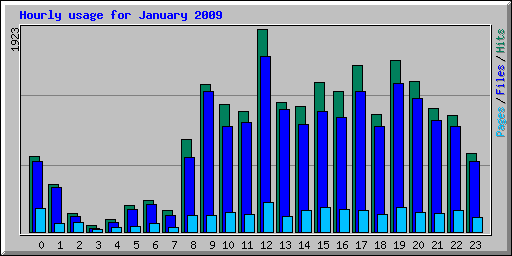 Hourly usage for January 2009
1923
Pages/Files/Hits
0 1 2 3 4 5 6 7 8 9 10 11 12 13 14 15 16 17 18 19 20 21 22 23